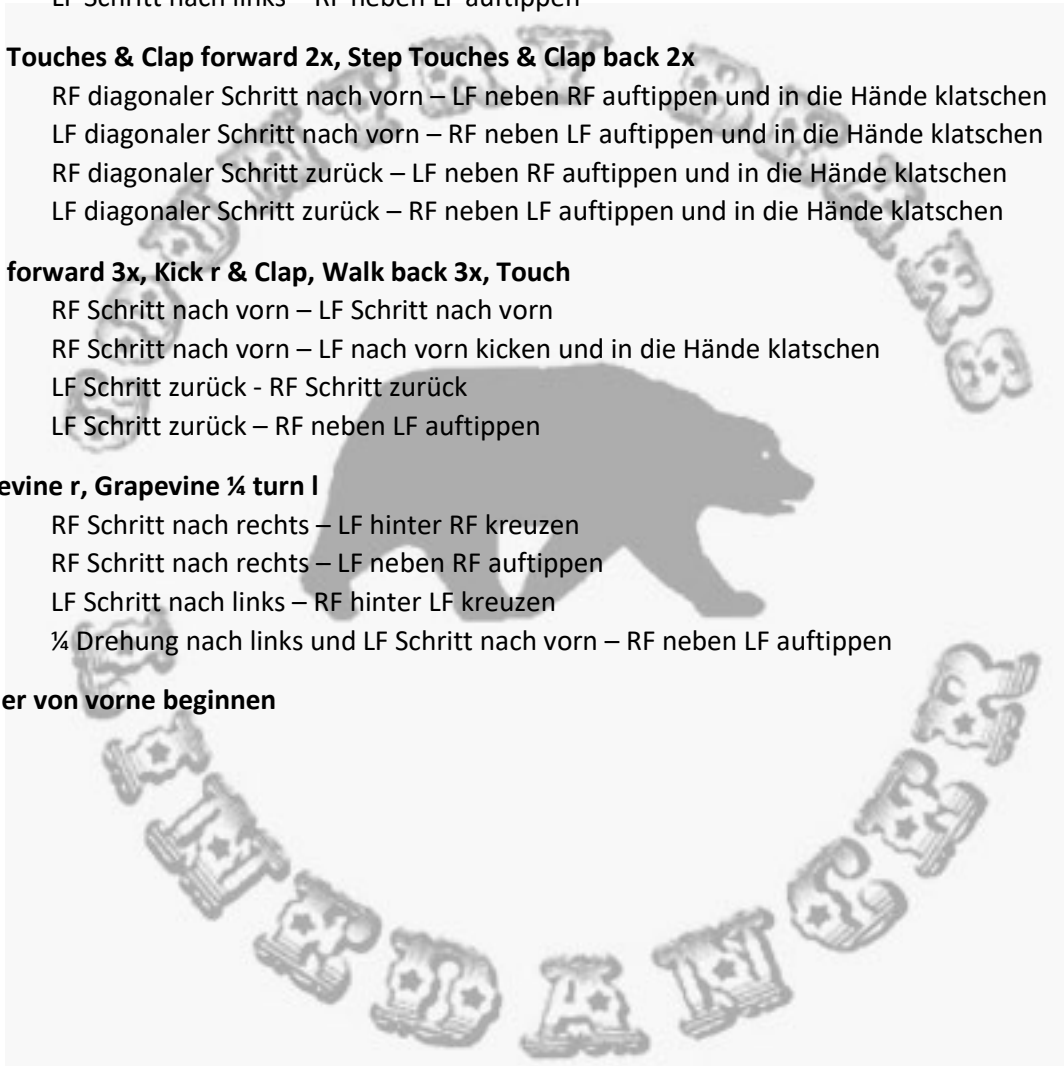 LF Schritt nach links – RF neben LF auftippen
Touches & Clap forward 2x, Step Touches & Clap back 2x
RF diagonaler Schritt nach vorn – LF neben RF auftippen und in die Hände klatschen
LF diagonaler Schritt nach vorn – RF neben LF auftippen und in die Hände klatschen
RF diagonaler Schritt zurück – LF neben RF auftippen und in die Hände klatschen
LF diagonaler Schritt zurück – RF neben LF auftippen und in die Hände klatschen
forward 3x, Kick r & Clap, Walk back 3x, Touch
RF Schritt nach vorn – LF Schritt nach vorn
RF Schritt nach vorn – LF nach vorn kicken und in die Hände klatschen
LF Schritt zurück - RF Schritt zurück
LF Schritt zurück – RF neben LF auftippen
evine r, Grapevine ¼ turn l
RF Schritt nach rechts – LF hinter RF kreuzen
RF Schritt nach rechts – LF neben RF auftippen
LF Schritt nach links – RF hinter LF kreuzen
¼ Drehung nach links und LF Schritt nach vorn – RF neben LF auftippen
er von vorne beginnen
COUNTRY BEARS
LINEDANCER